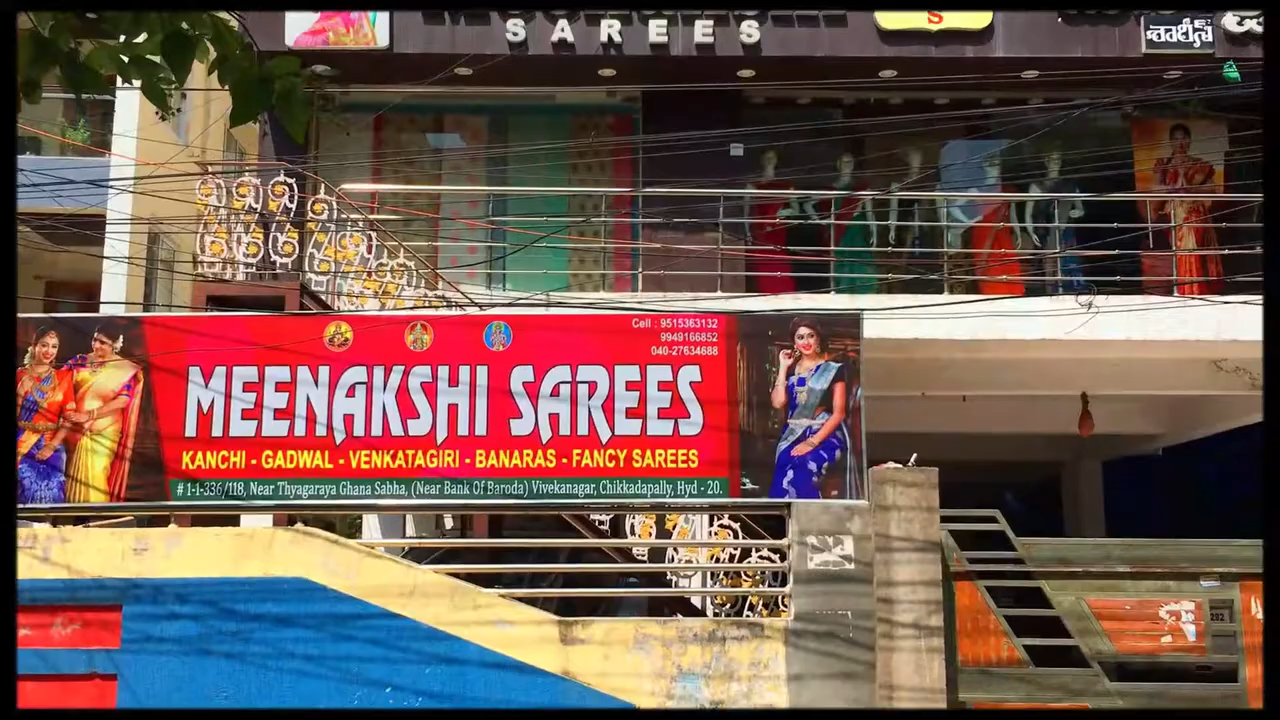 SAREES
S
శారీస్
Cell : 9515363132
9949166852
040-27634688
MEENAKSHI SAREES
KANCHI - GADWAL - VENKATAGIRI - BANARAS - FANCY SAREES
# 1-1-336/118, Near Thyagaraya Ghana Sabha, (Near Bank Of Baroda) Vivekanagar, Chikkadapally, Hyd - 20.
292